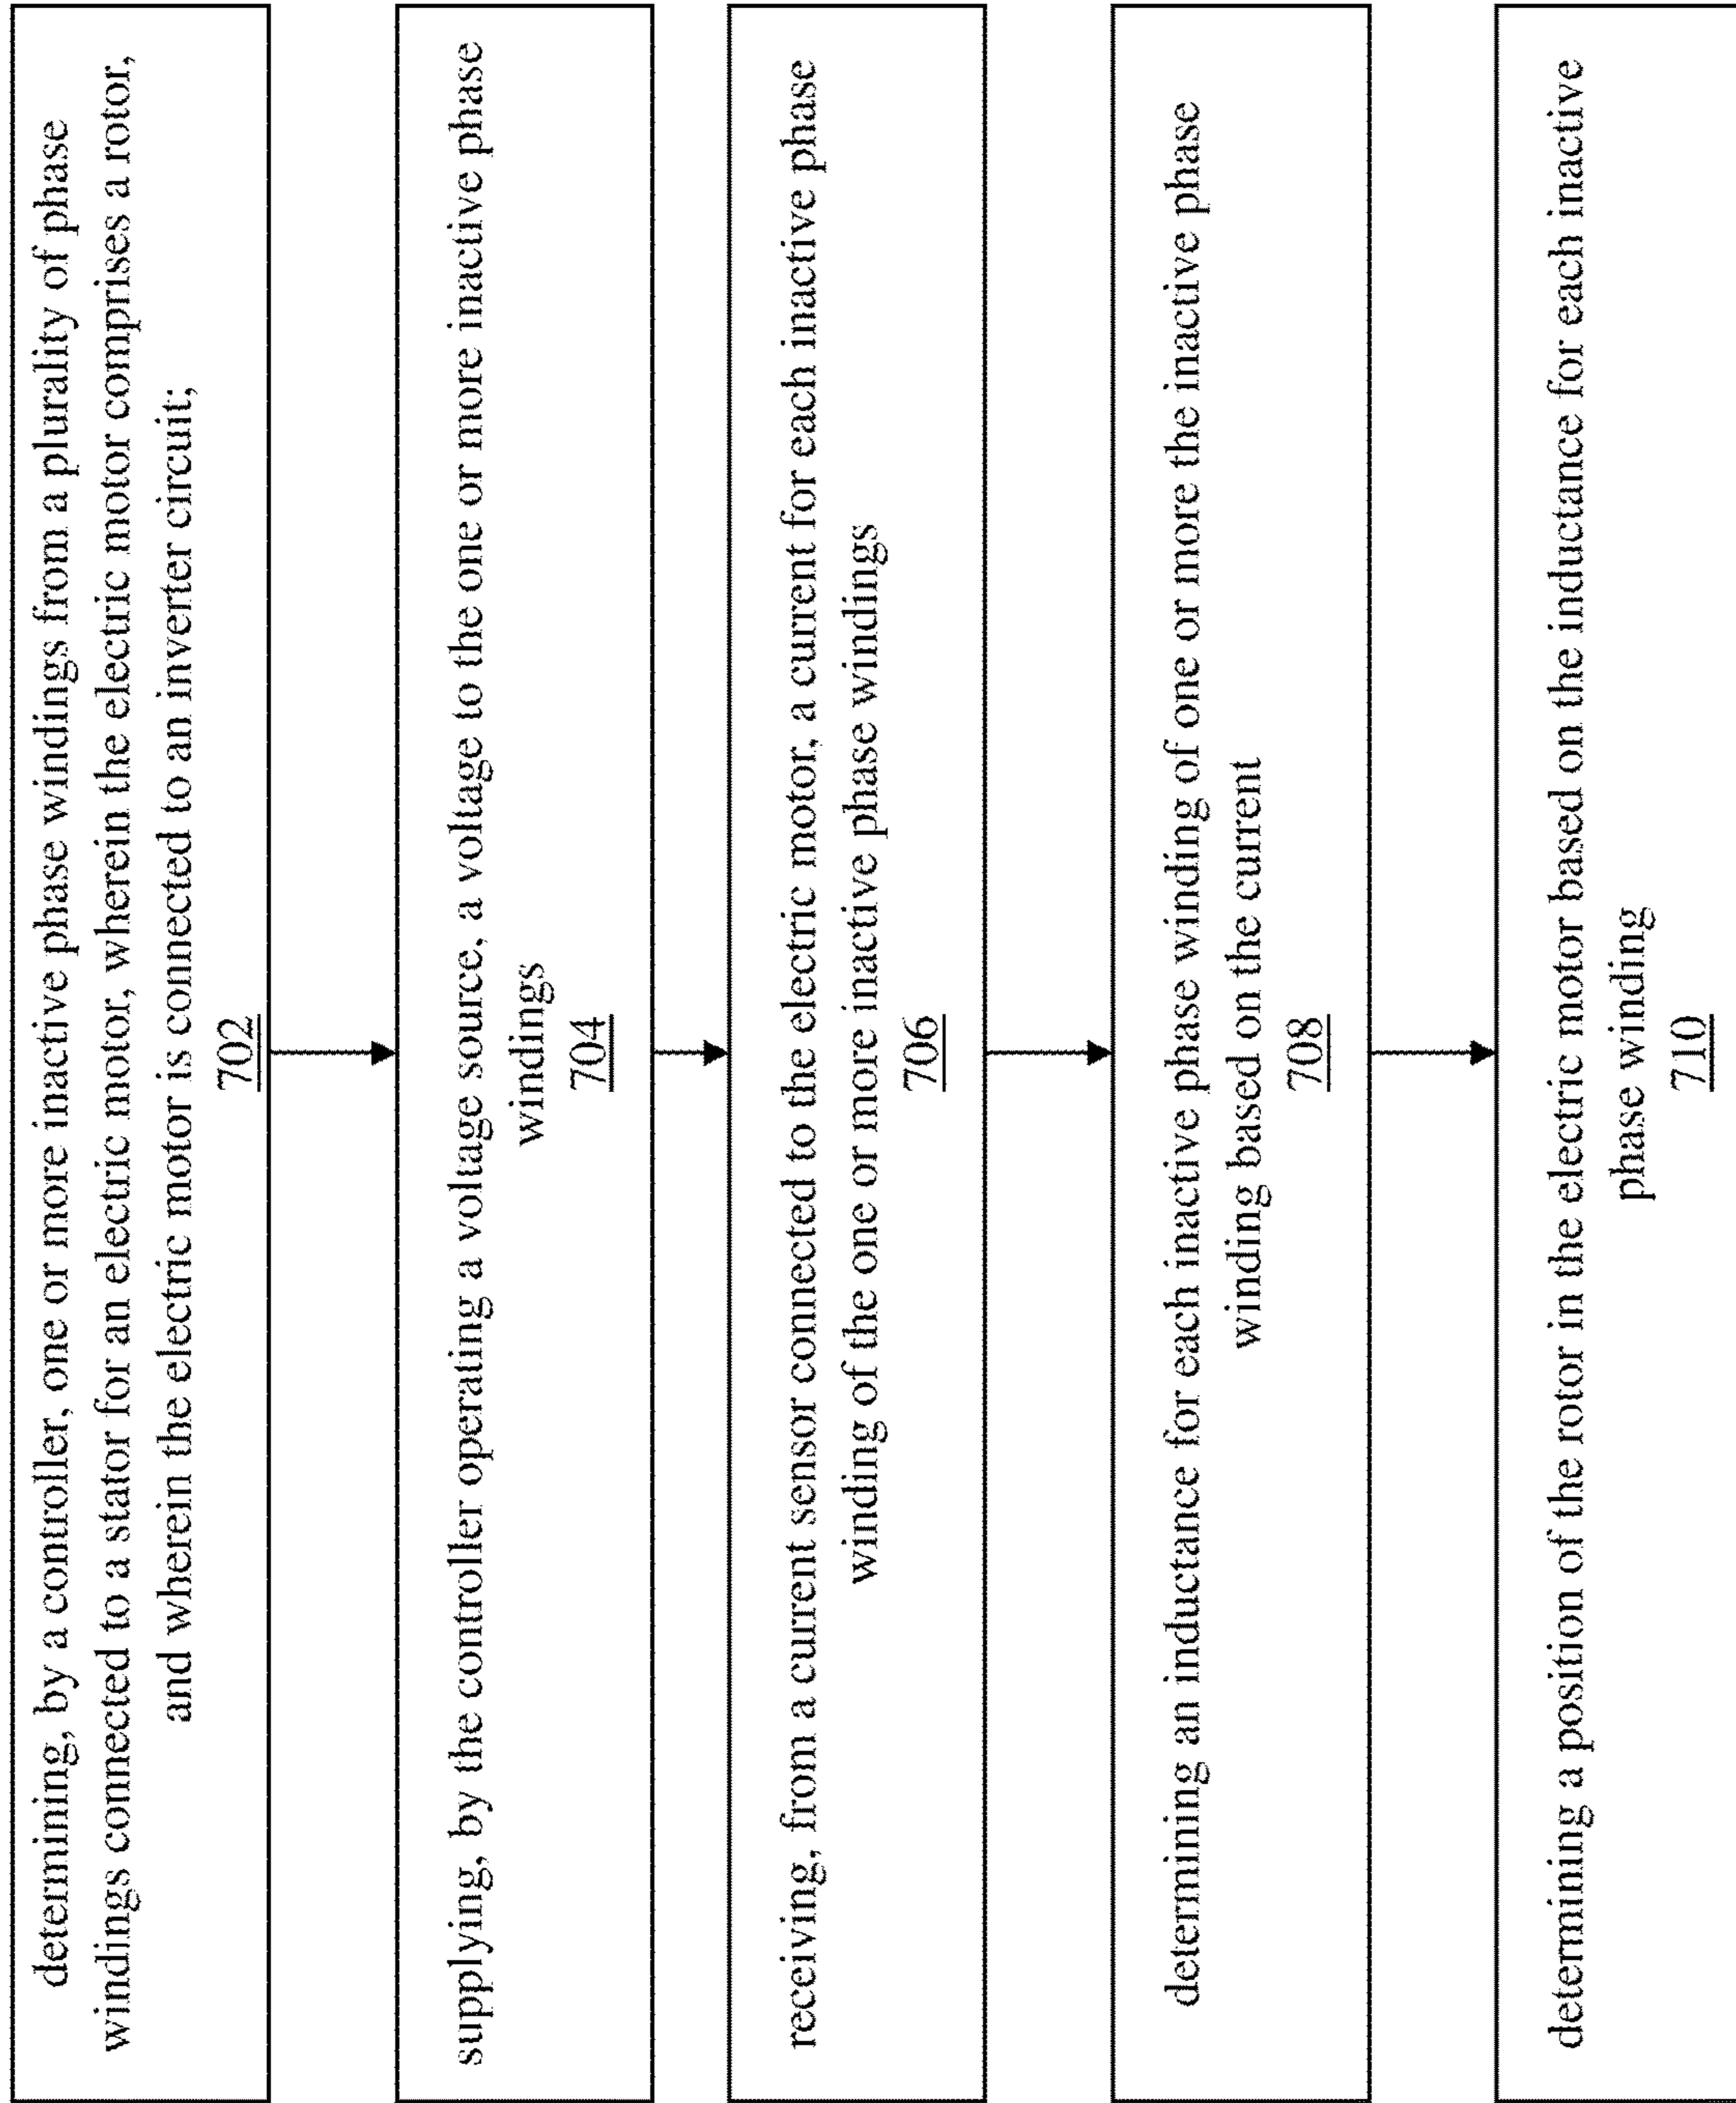 determining, by a controller, one or more inactive phase windings from a plurality of phase
windings connected to a stator for an electric motor, wherein the electric motor comprises a rotor,
and wherein the electric motor is connected to an inverter circuit;
702
supplying, by the controller operating a voltage source, a voltage to the one or more inactive phase
windings
704
receiving, from a current sensor connected to the electric motor, a current for each inactive phase
winding of the one or more inactive phase windings
706
determining an inductance for each inactive phase winding of one or more the inactive phase
winding based on the current
708
determining a position of the rotor in the electric motor based on the inductance for each inactive
phase winding
710